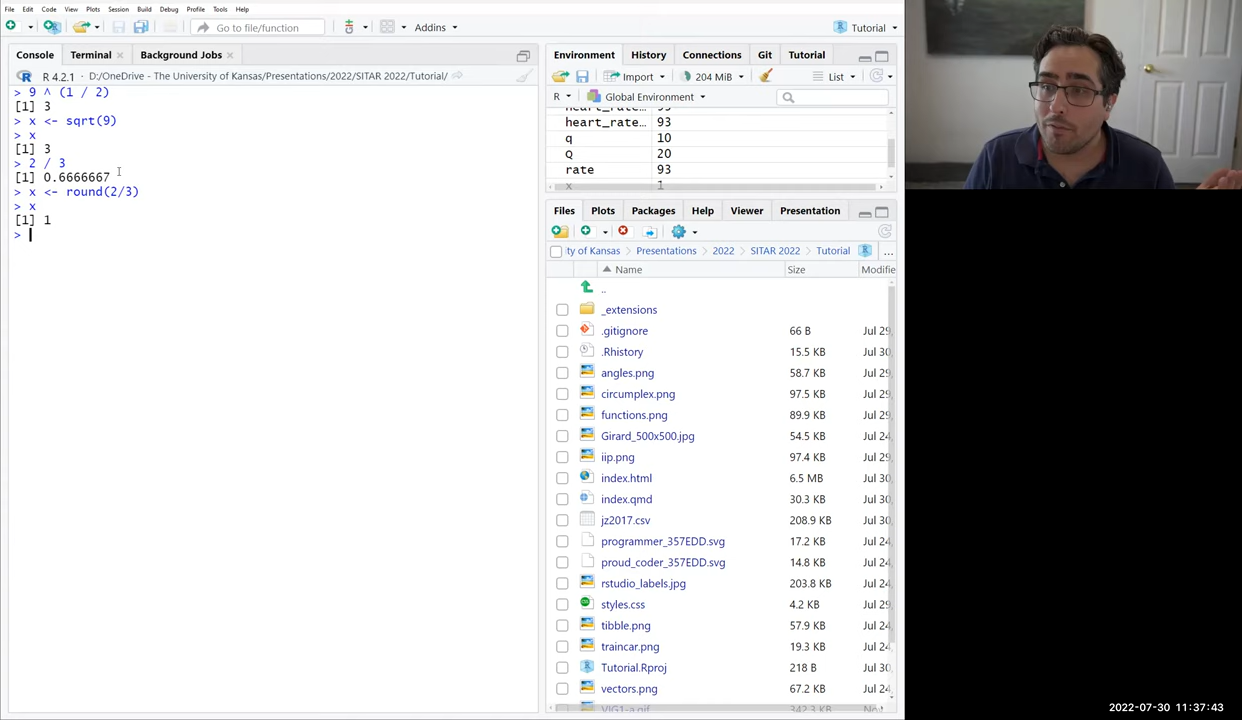 File Edit Code View Plots Session Build Debug Profile Tools Help
Go to file/function
Addins
Tutorial
Console Terminal Background Jobs
R 4.2.1 · D:/OneDrive - The University of Kansas/Presentations/2022/SITAR 2022/Tutorial/
> 9 ^ (1 / 2)
[1] 3
> x <- sqrt(9)
> x
[1] 3
> 2 / 3
[1] 0.6666667
> x <- round(2/3)
> x
[1] 1
>
Environment History Connections Git Tutorial
Import 204 MiB List
R Global Environment
heart_rate… 93
q 10
Q 20
rate 93
x 1
Files Plots Packages Help Viewer Presentation
ty of Kansas Presentations 2022 SITAR 2022 Tutorial ...
Name Size Modifie
..
_extensions
.gitignore 66 B Jul 29,
.Rhistory 15.5 KB Jul 30,
angles.png 58.7 KB Jul 29,
circumplex.png 97.5 KB Jul 29,
functions.png 89.9 KB Jul 29,
Girard_500x500.jpg 54.5 KB Jul 24,
iip.png 97.4 KB Jul 29,
index.html 6.5 MB Jul 30,
index.qmd 30.3 KB Jul 30,
jz2017.csv 208.9 KB Jul 30,
programmer_357EDD.svg 17.2 KB Jul 24,
proud_coder_357EDD.svg 14.8 KB Jul 24,
rstudio_labels.jpg 203.8 KB Jul 24,
styles.css 4.2 KB Jul 29,
tibble.png 57.9 KB Jul 24,
traincar.png 19.3 KB Jul 24,
Tutorial.Rproj 218 B Jul 30,
vectors.png 67.2 KB Jul 24,
2022-07-30 11:37:43